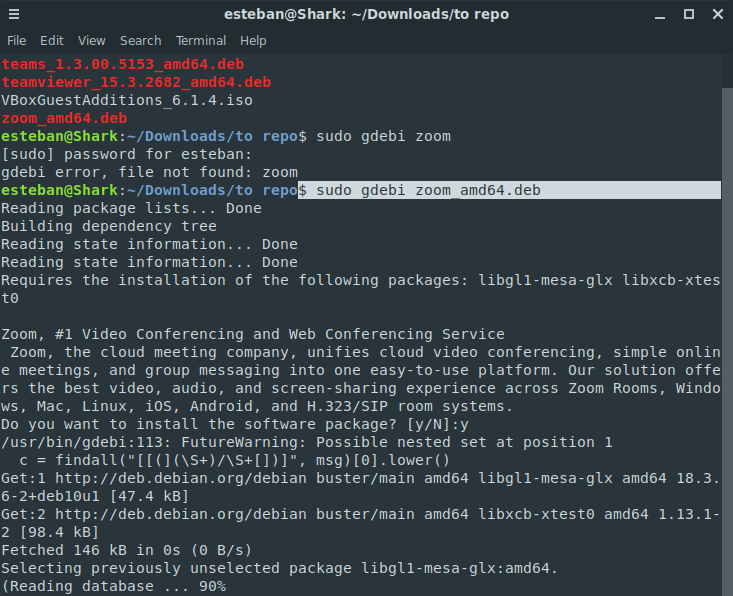 esteban@Shark: ~/Downloads/to repo
File Edit View Search Terminal Help
teams_1.3.00.5153_amd64.deb
teamviewer_15.3.2682_amd64.deb
VBoxGuestAdditions_6.1.4.iso
zoom_amd64.deb
esteban@Shark:~/Downloads/to repo$ sudo gdebi zoom
[sudo] password for esteban:
gdebi error, file not found: zoom
esteban@Shark:~/Downloads/to repo$ sudo gdebi zoom_amd64.deb
Reading package lists... Done
Building dependency tree
Reading state information... Done
Reading state information... Done
Requires the installation of the following packages: libgl1-mesa-glx libxcb-xtes
t0
Zoom, #1 Video Conferencing and Web Conferencing Service
 Zoom, the cloud meeting company, unifies cloud video conferencing, simple onlin
e meetings, and group messaging into one easy-to-use platform. Our solution offe
rs the best video, audio, and screen-sharing experience across Zoom Rooms, Windo
ws, Mac, Linux, iOS, Android, and H.323/SIP room systems.
Do you want to install the software package? [y/N]:y
/usr/bin/gdebi:113: FutureWarning: Possible nested set at position 1
  c = findall("[[(](\S+)/\S+[])]", msg)[0].lower()
Get:1 http://deb.debian.org/debian buster/main amd64 libgl1-mesa-glx amd64 18.3.
6-2+deb10u1 [47.4 kB]
Get:2 http://deb.debian.org/debian buster/main amd64 libxcb-xtest0 amd64 1.13.1-
2 [98.4 kB]
Fetched 146 kB in 0s (0 B/s)
Selecting previously unselected package libgl1-mesa-glx:amd64.
(Reading database ... 90%